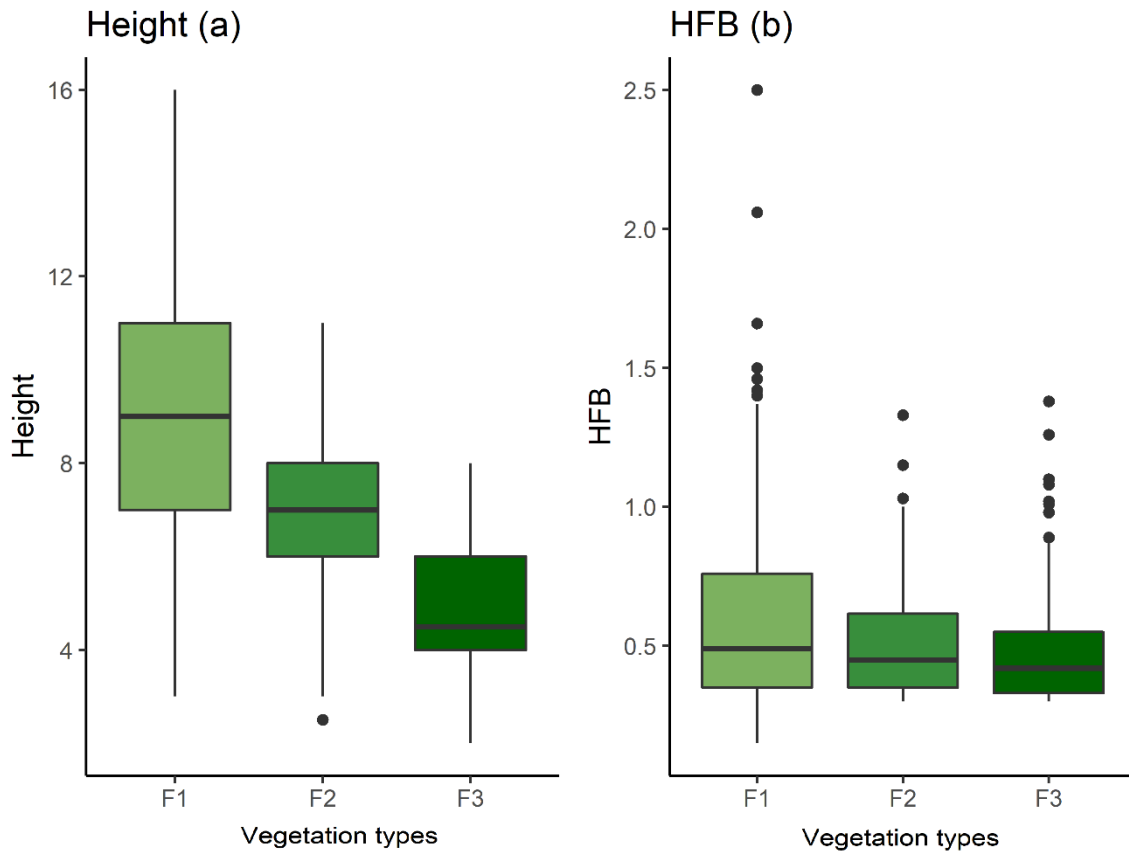 Height (a)
16
12
8
4
Height
F1 F2 F3
Vegetation types
HFB (b)
2.5
2.0
1.5
1.0
0.5
HFB
F1 F2 F3
Vegetation types